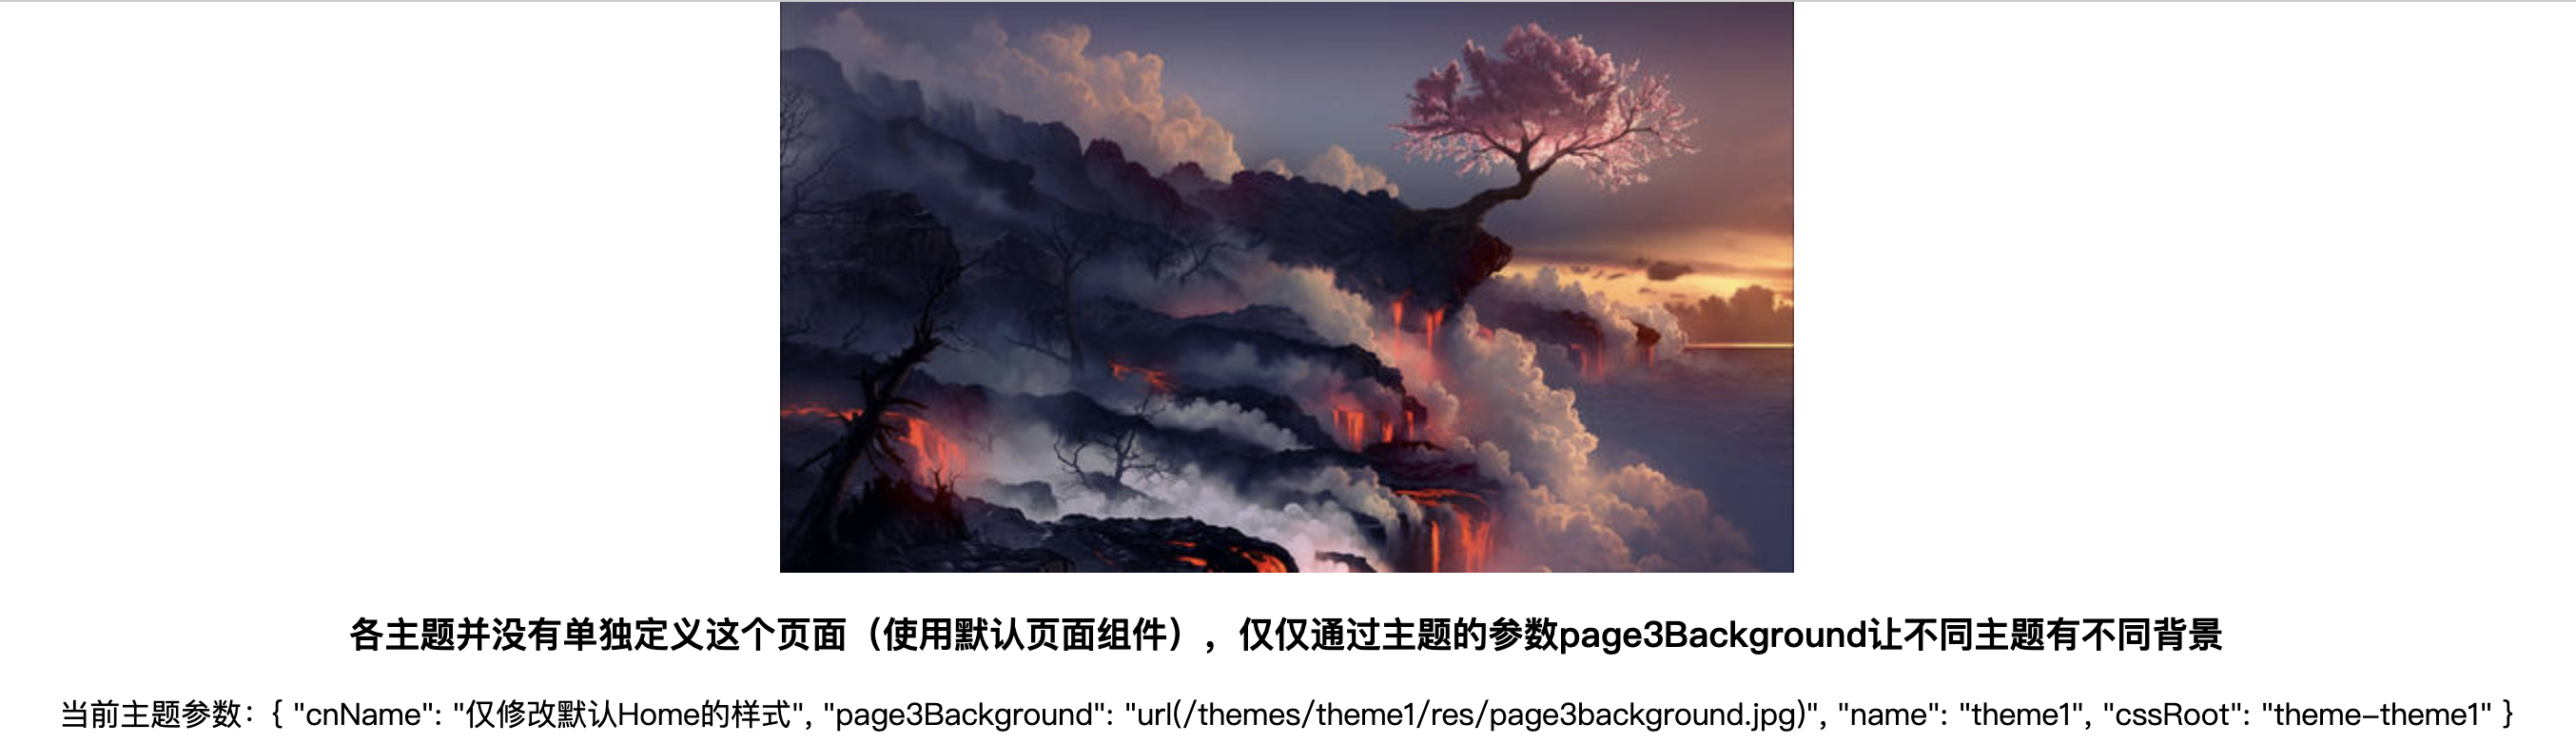 各主题并没有单独定义这个页面（使用默认页面组件），仅仅通过主题的参数page3Background让不同主题有不同背景
当前主题参数：{ "cnName": "仅修改默认Home的样式", "page3Background": "url(/themes/theme1/res/page3background.jpg)", "name": "theme1", "cssRoot": "theme-theme1" }